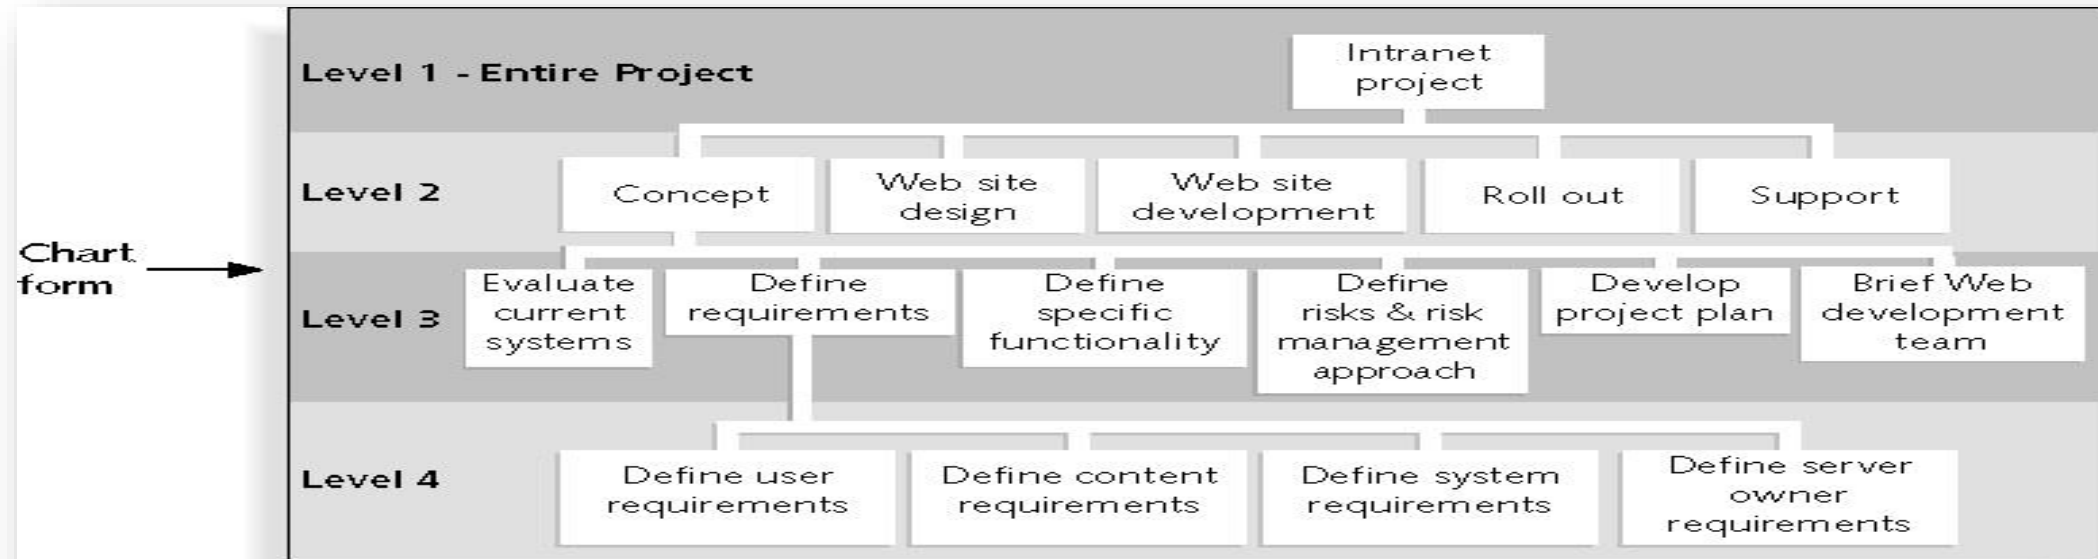 Level 1 - Entire Project
Intranet
project
Level 2
Concept
Web site
design
Web site
development
Roll out
Support
Chart
form
Level 3
Evaluate
current
systems
Define
requirements
Define
specific
functionality
Define
risks & risk
management
approach
Develop
project plan
Brief Web
development
team
Level 4
Define user
requirements
Define content
requirements
Define system
requirements
Define server
owner
requirements